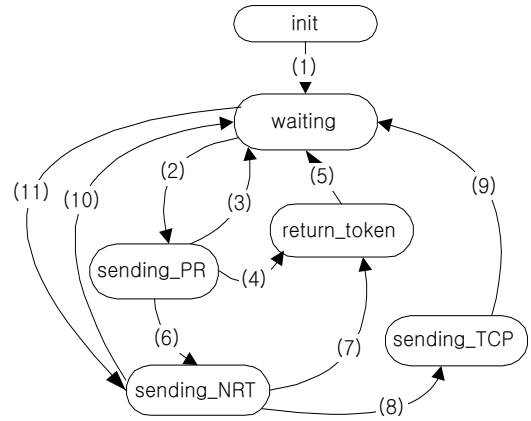 init
(1)
waiting
(2)
(3)
(5)
(9)
(11)
(10)
return_token
sending_PR
(4)
(6)
(7)
sending_TCP
sending_NRT
(8)